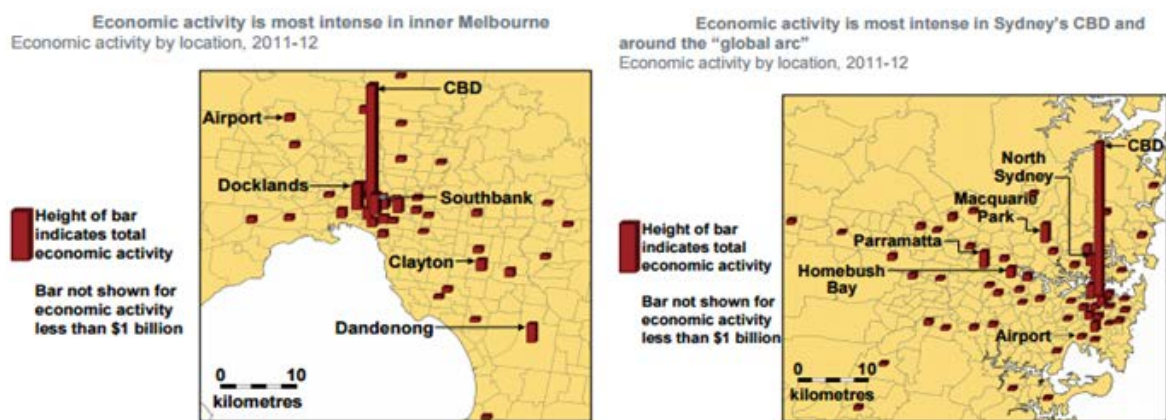 Economic activity is most intense in inner Melbourne
Economic activity by location, 2011-12
CBD
Airport
Docklands
Southbank
Clayton
Dandenong
Height of bar
indicates total
economic activity
Bar not shown for
economic activity
less than $1 billion
0 10
kilometres
Economic activity is most intense in Sydney's CBD and
around the “global arc”
Economic activity by location, 2011-12
CBD
North
Sydney
Macquarie
Park
Parramatta
Homebush
Bay
Airport
Height of bar
indicates total
economic activity
Bar not shown for
economic activity
less than $1 billion
0 10
kilometres